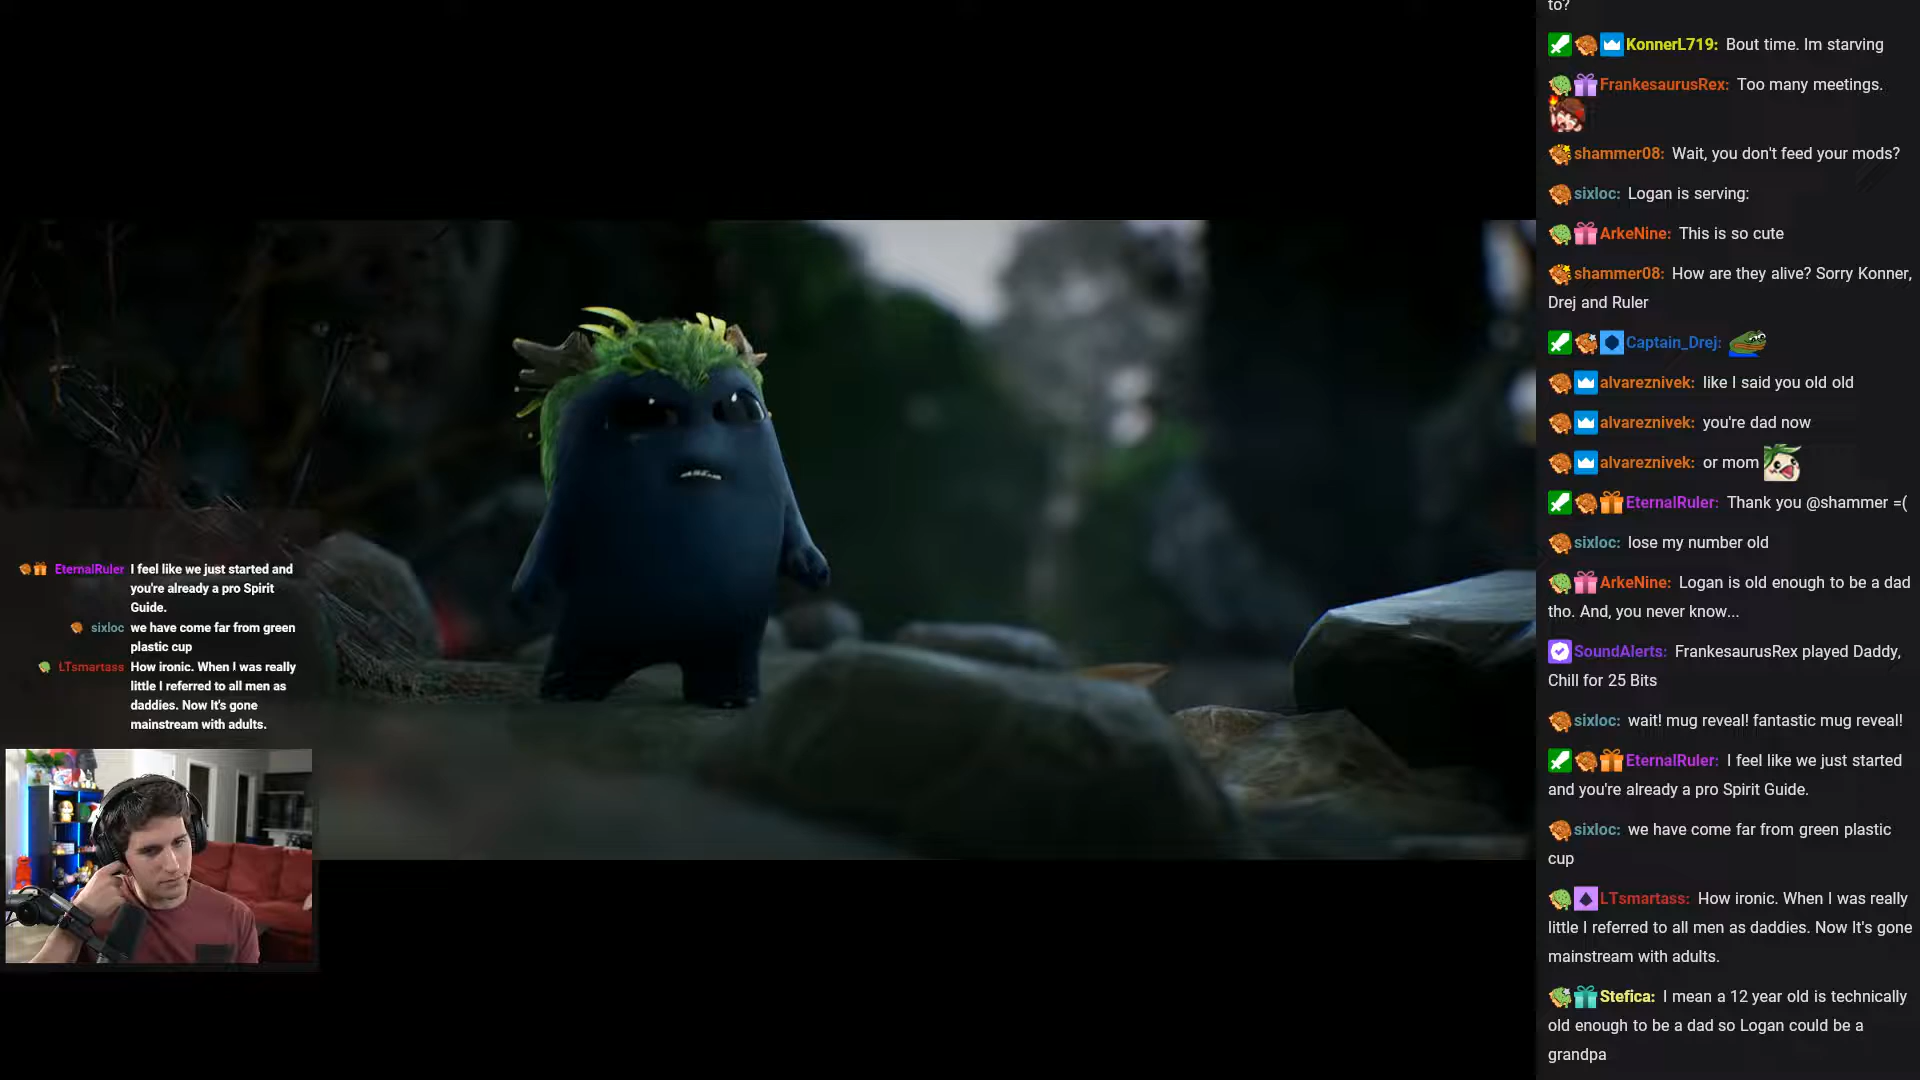 to?
KonnerL719: Bout time. Im starving
FrankesaurusRex: Too many meetings.
shammer08: Wait, you don't feed your mods?
sixloc: Logan is serving:
ArkeNine: This is so cute
shammer08: How are they alive? Sorry Konner,
Drej and Ruler
Captain_Drej:
alvareznivek: like I said you old old
alvareznivek: you're dad now
alvareznivek: or mom
EternalRuler: Thank you @shammer =(
sixloc: lose my number old
ArkeNine: Logan is old enough to be a dad
tho. And, you never know...
SoundAlerts: FrankesaurusRex played Daddy,
Chill for 25 Bits
sixloc: wait! mug reveal! fantastic mug reveal!
EternalRuler: I feel like we just started
and you're already a pro Spirit Guide.
sixloc: we have come far from green plastic
cup
LTsmartass: How ironic. When I was really
little I referred to all men as daddies. Now It's gone
mainstream with adults.
Stefica: I mean a 12 year old is technically
old enough to be a dad so Logan could be a
grandpa
EternalRuler I feel like we just started and
you're already a pro Spirit
Guide.
sixloc we have come far from green
plastic cup
LTsmartass How ironic. When I was really
little I referred to all men as
daddies. Now It's gone
mainstream with adults.